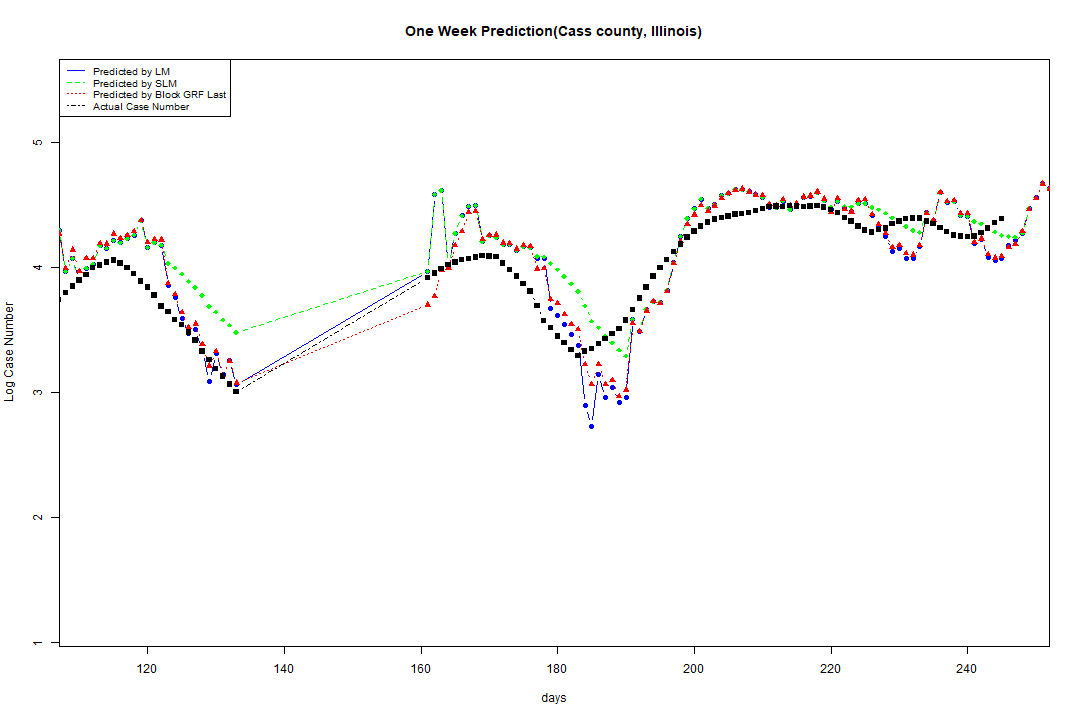 One Week Prediction(Cass county, Illinois)
Predicted by LM
Predicted by SLM
Predicted by Block GRF Last
Actual Case Number
5
4
3
2
1
Log Case Number
120 140 160 180 200 220 240
days